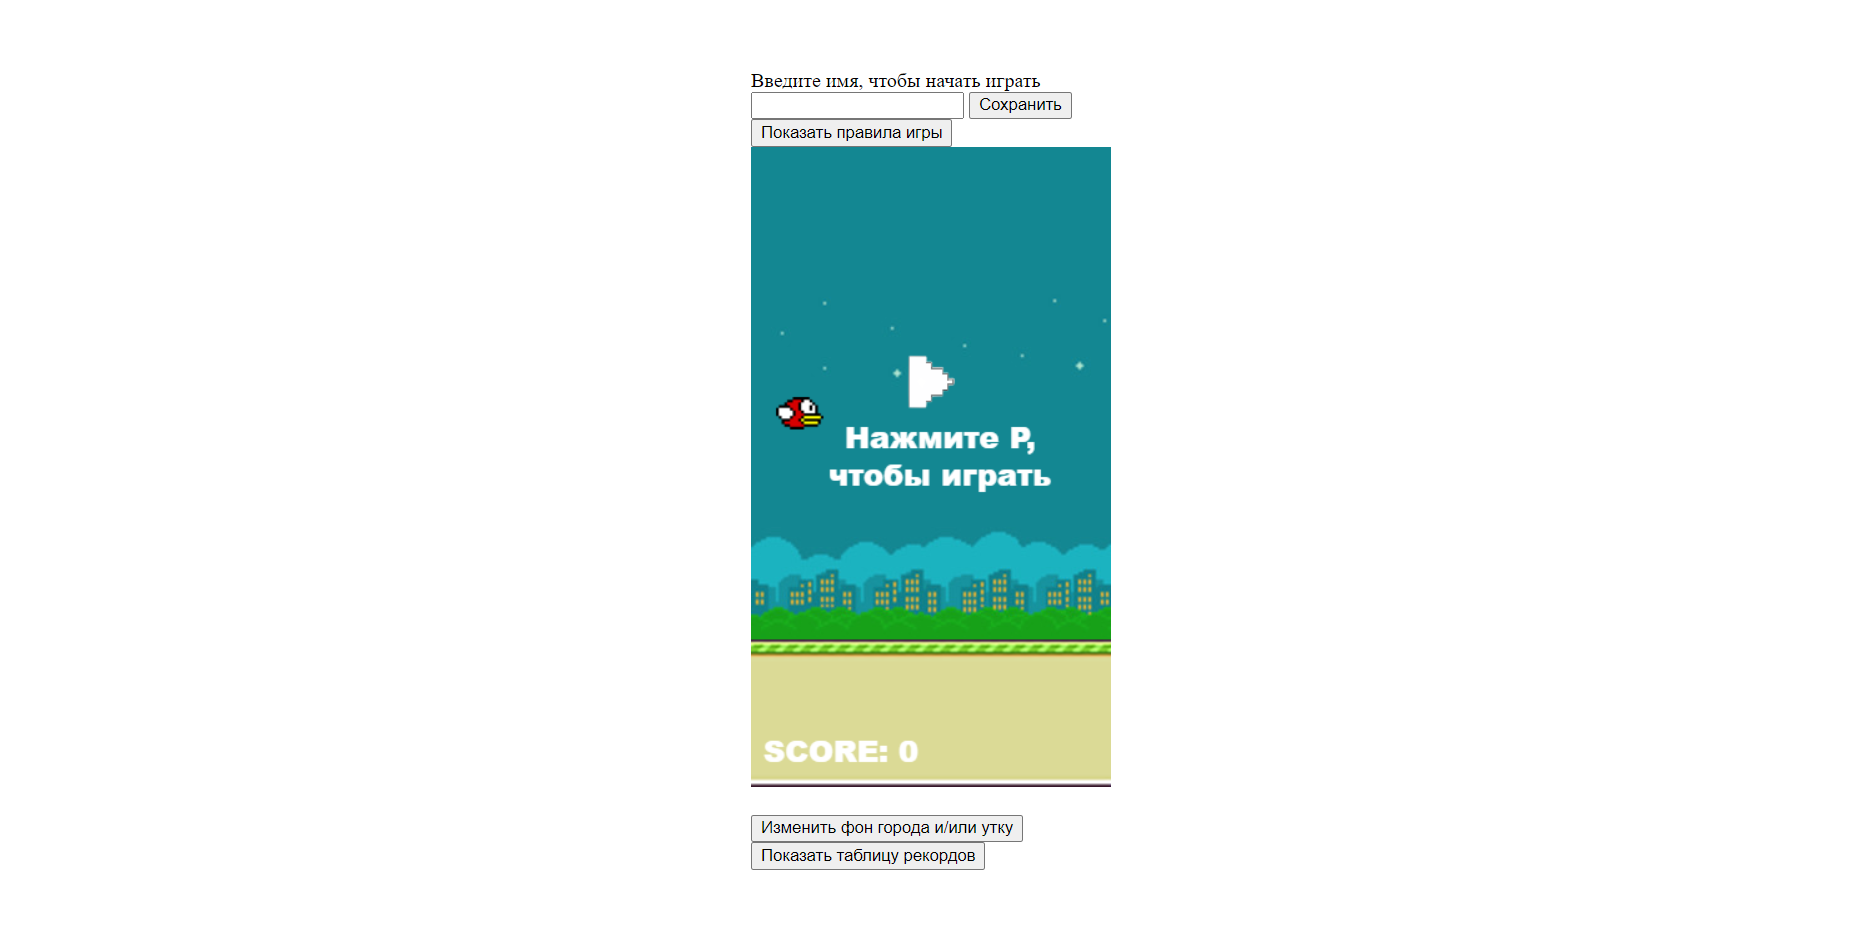 Введите имя, чтобы начать играть
Сохранить
Показать правила игры
Нажмите P,
чтобы играть
SCORE: 0
Изменить фон города и/или утку
Показать таблицу рекордов